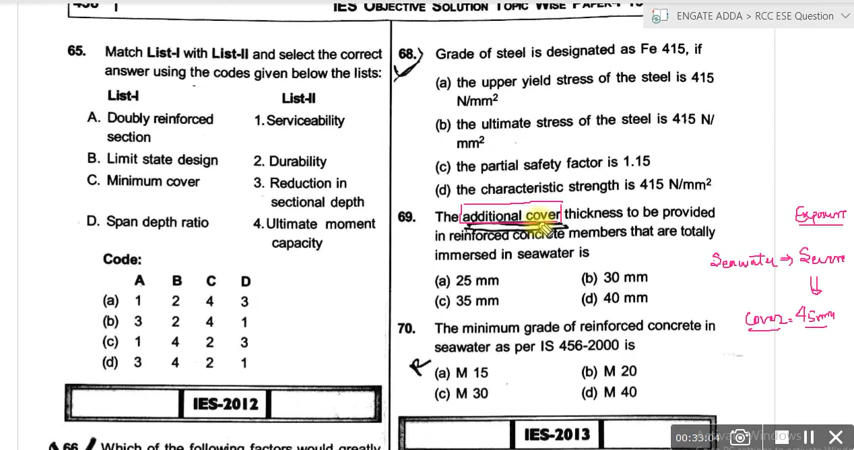 IES OBJECTIVE SOLUTION TOPIC WISE PAPER-I
ENGATE ADDA > RCC ESE Question
65. Match List-I with List-II and select the correct
answer using the codes given below the lists:
List-I List-II
A. Doubly reinforced 1. Serviceability
section
B. Limit state design 2. Durability
C. Minimum cover 3. Reduction in
sectional depth
D. Span depth ratio 4. Ultimate moment
capacity
Code:
A B C D
(a) 1 2 4 3
(b) 3 2 4 1
(c) 1 4 2 3
(d) 3 4 2 1
IES-2012
66. Which of the following factors would greatly
68. Grade of steel is designated as Fe 415, if
(a) the upper yield stress of the steel is 415
N/mm²
(b) the ultimate stress of the steel is 415 N/
mm²
(c) the partial safety factor is 1.15
(d) the characteristic strength is 415 N/mm²
69. The additional cover thickness to be provided
in reinforced concrete members that are totally
immersed in seawater is
(a) 25 mm (b) 30 mm
(c) 35 mm (d) 40 mm
70. The minimum grade of reinforced concrete in
seawater as per IS 456-2000 is
(a) M 15 (b) M 20
(c) M 30 (d) M 40
IES-2013
Seawater ⇒ Severe
⇓
Cover = 45mm
00:33:04